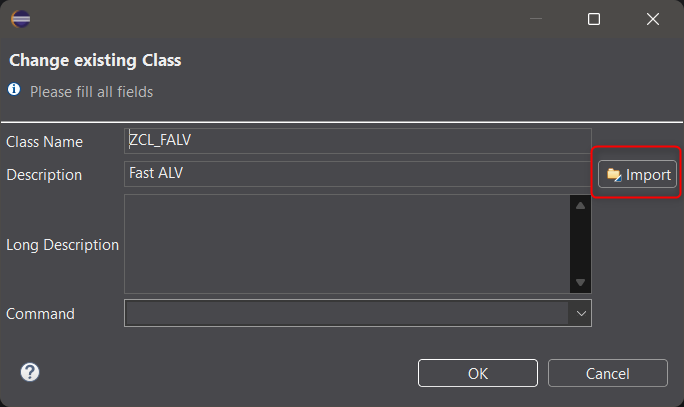 Change existing Class
Please fill all fields
Class Name ZCL_FALV
Description Fast ALV Import
Long Description
Command
OK Cancel